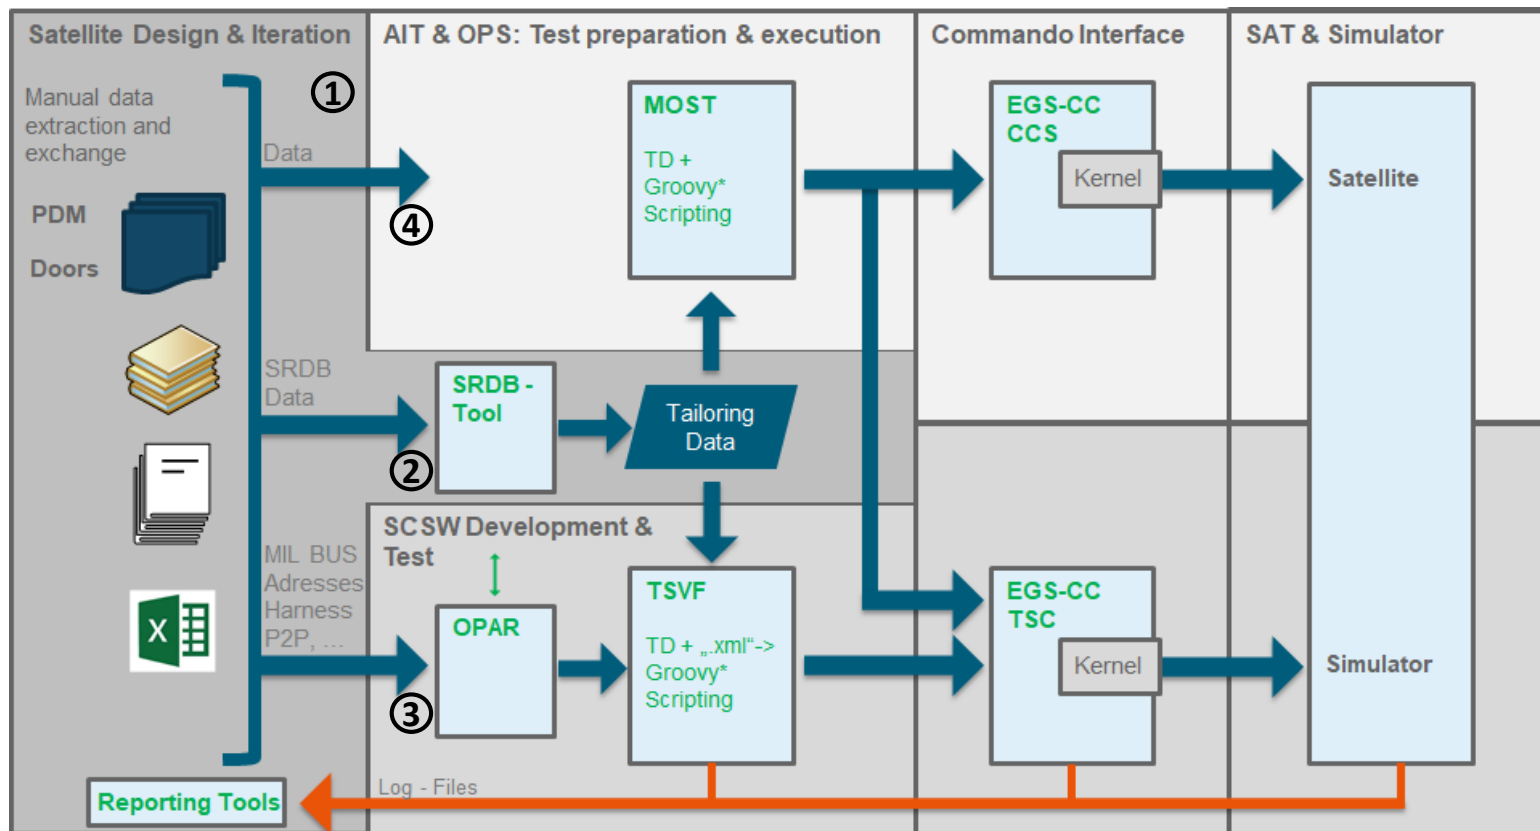 Satellite Design & Iteration
AIT & OPS: Test preparation & execution
Commando Interface
SAT & Simulator
①
Manual data
extraction and
exchange
PDM
Doors
Data
④
MOST
TD +
Groovy*
Scripting
EGS-CC
CCS
Kernel
Satellite
SRDB
Data
②
SRDB -
Tool
Tailoring
Data
SCSW Development &
Test
MIL BUS
Adresses
Harness
P2P, ...
X
③
OPAR
TSVF
TD + „.xml“->
Groovy*
Scripting
EGS-CC
TSC
Kernel
Simulator
Reporting Tools
Log - Files